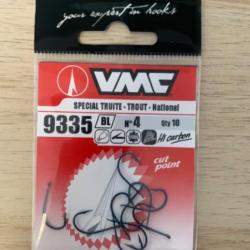 your expert in hooks
VMC
SPECIAL TRUITE - TROUT - National
9335 BL N° 4 Qty 10
Hi carbon
cut
point